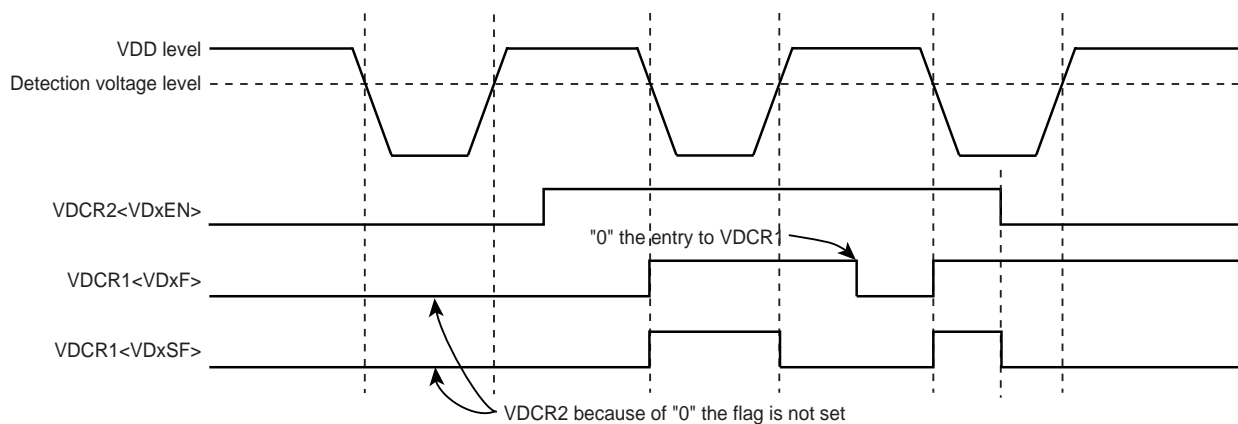 VDD level
Detection voltage level
VDCR2<VDxEN>
"0" the entry to VDCR1
VDCR1<VDxF>
VDCR1<VDxSF>
VDCR2 because of "0" the flag is not set